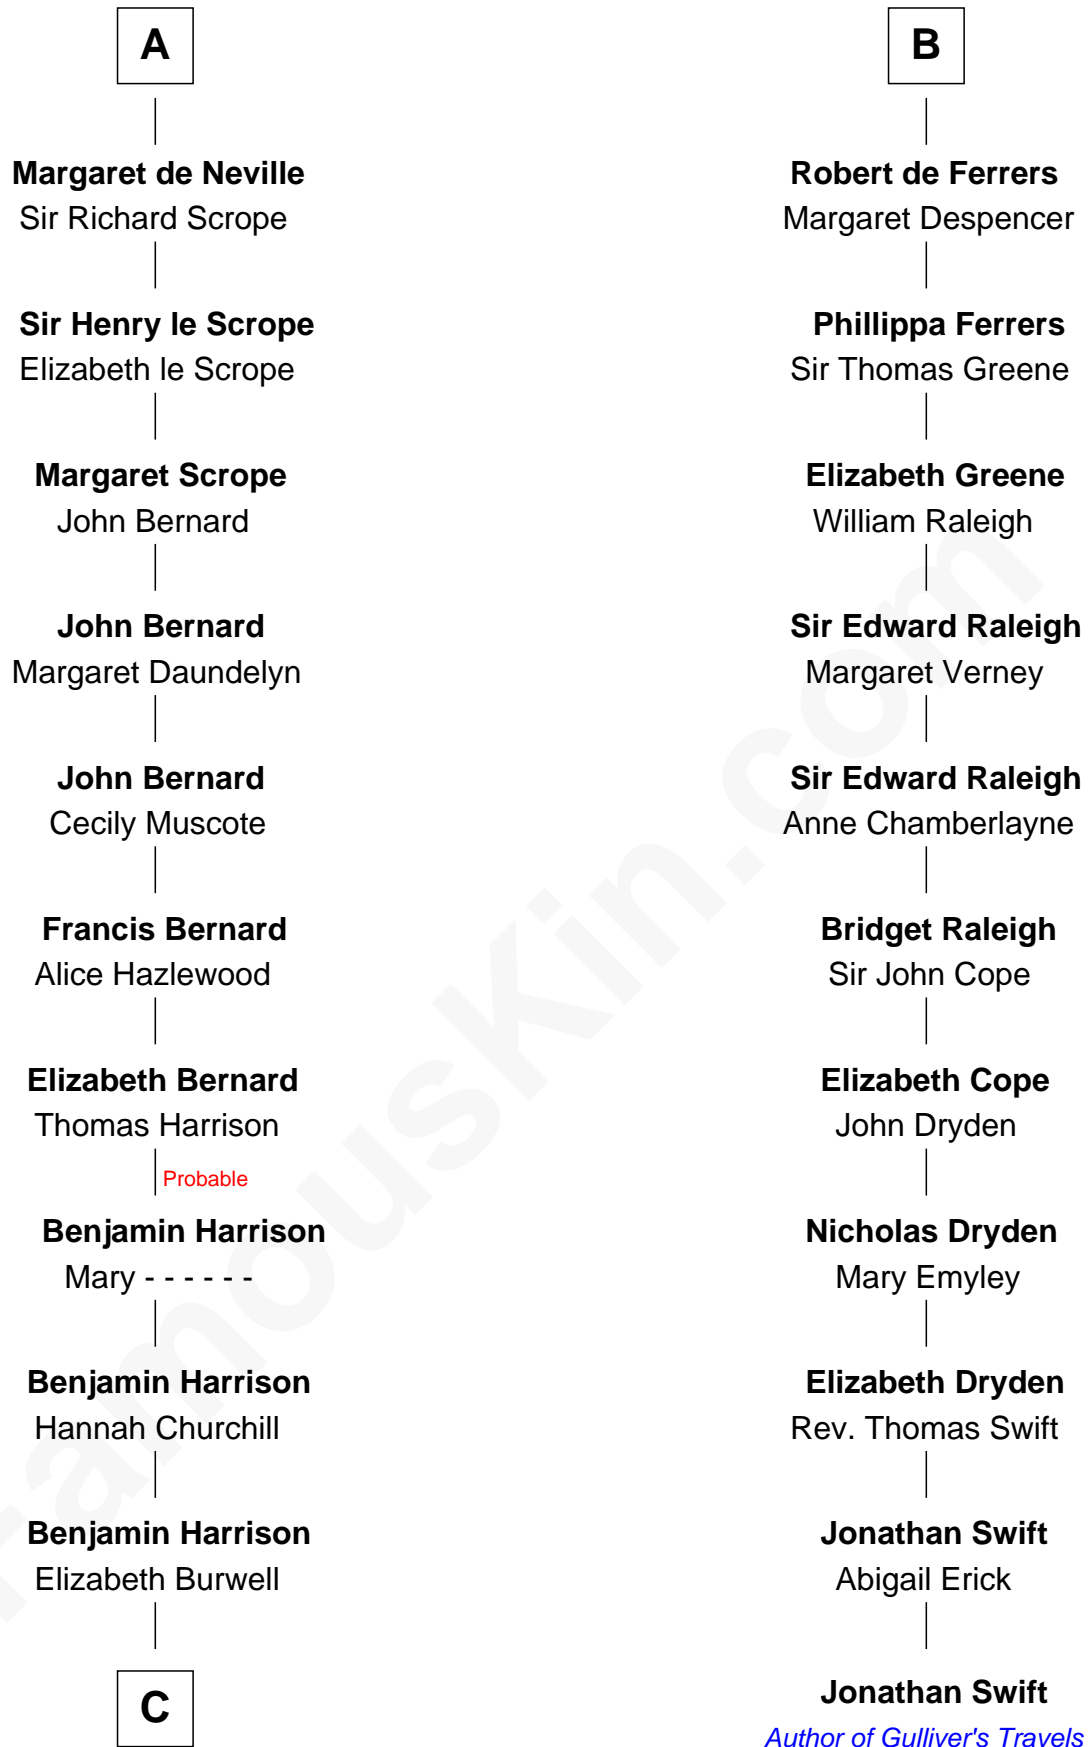 A
Margaret de Neville
Sir Richard Scrope
Sir Henry le Scrope
Elizabeth le Scrope
Margaret Scrope
John Bernard
John Bernard
Margaret Daundelyn
John Bernard
Cecily Muscote
Francis Bernard
Alice Hazlewood
Elizabeth Bernard
Thomas Harrison
Probable
Benjamin Harrison
Mary - - - - - -
Benjamin Harrison
Hannah Churchill
Benjamin Harrison
Elizabeth Burwell
C
B
Robert de Ferrers
Margaret Despencer
Phillippa Ferrers
Sir Thomas Greene
Elizabeth Greene
William Raleigh
Sir Edward Raleigh
Margaret Verney
Sir Edward Raleigh
Anne Chamberlayne
Bridget Raleigh
Sir John Cope
Elizabeth Cope
John Dryden
Nicholas Dryden
Mary Emyley
Elizabeth Dryden
Rev. Thomas Swift
Jonathan Swift
Abigail Erick
Jonathan Swift
Author of Gulliver's Travels
FamousKin.com